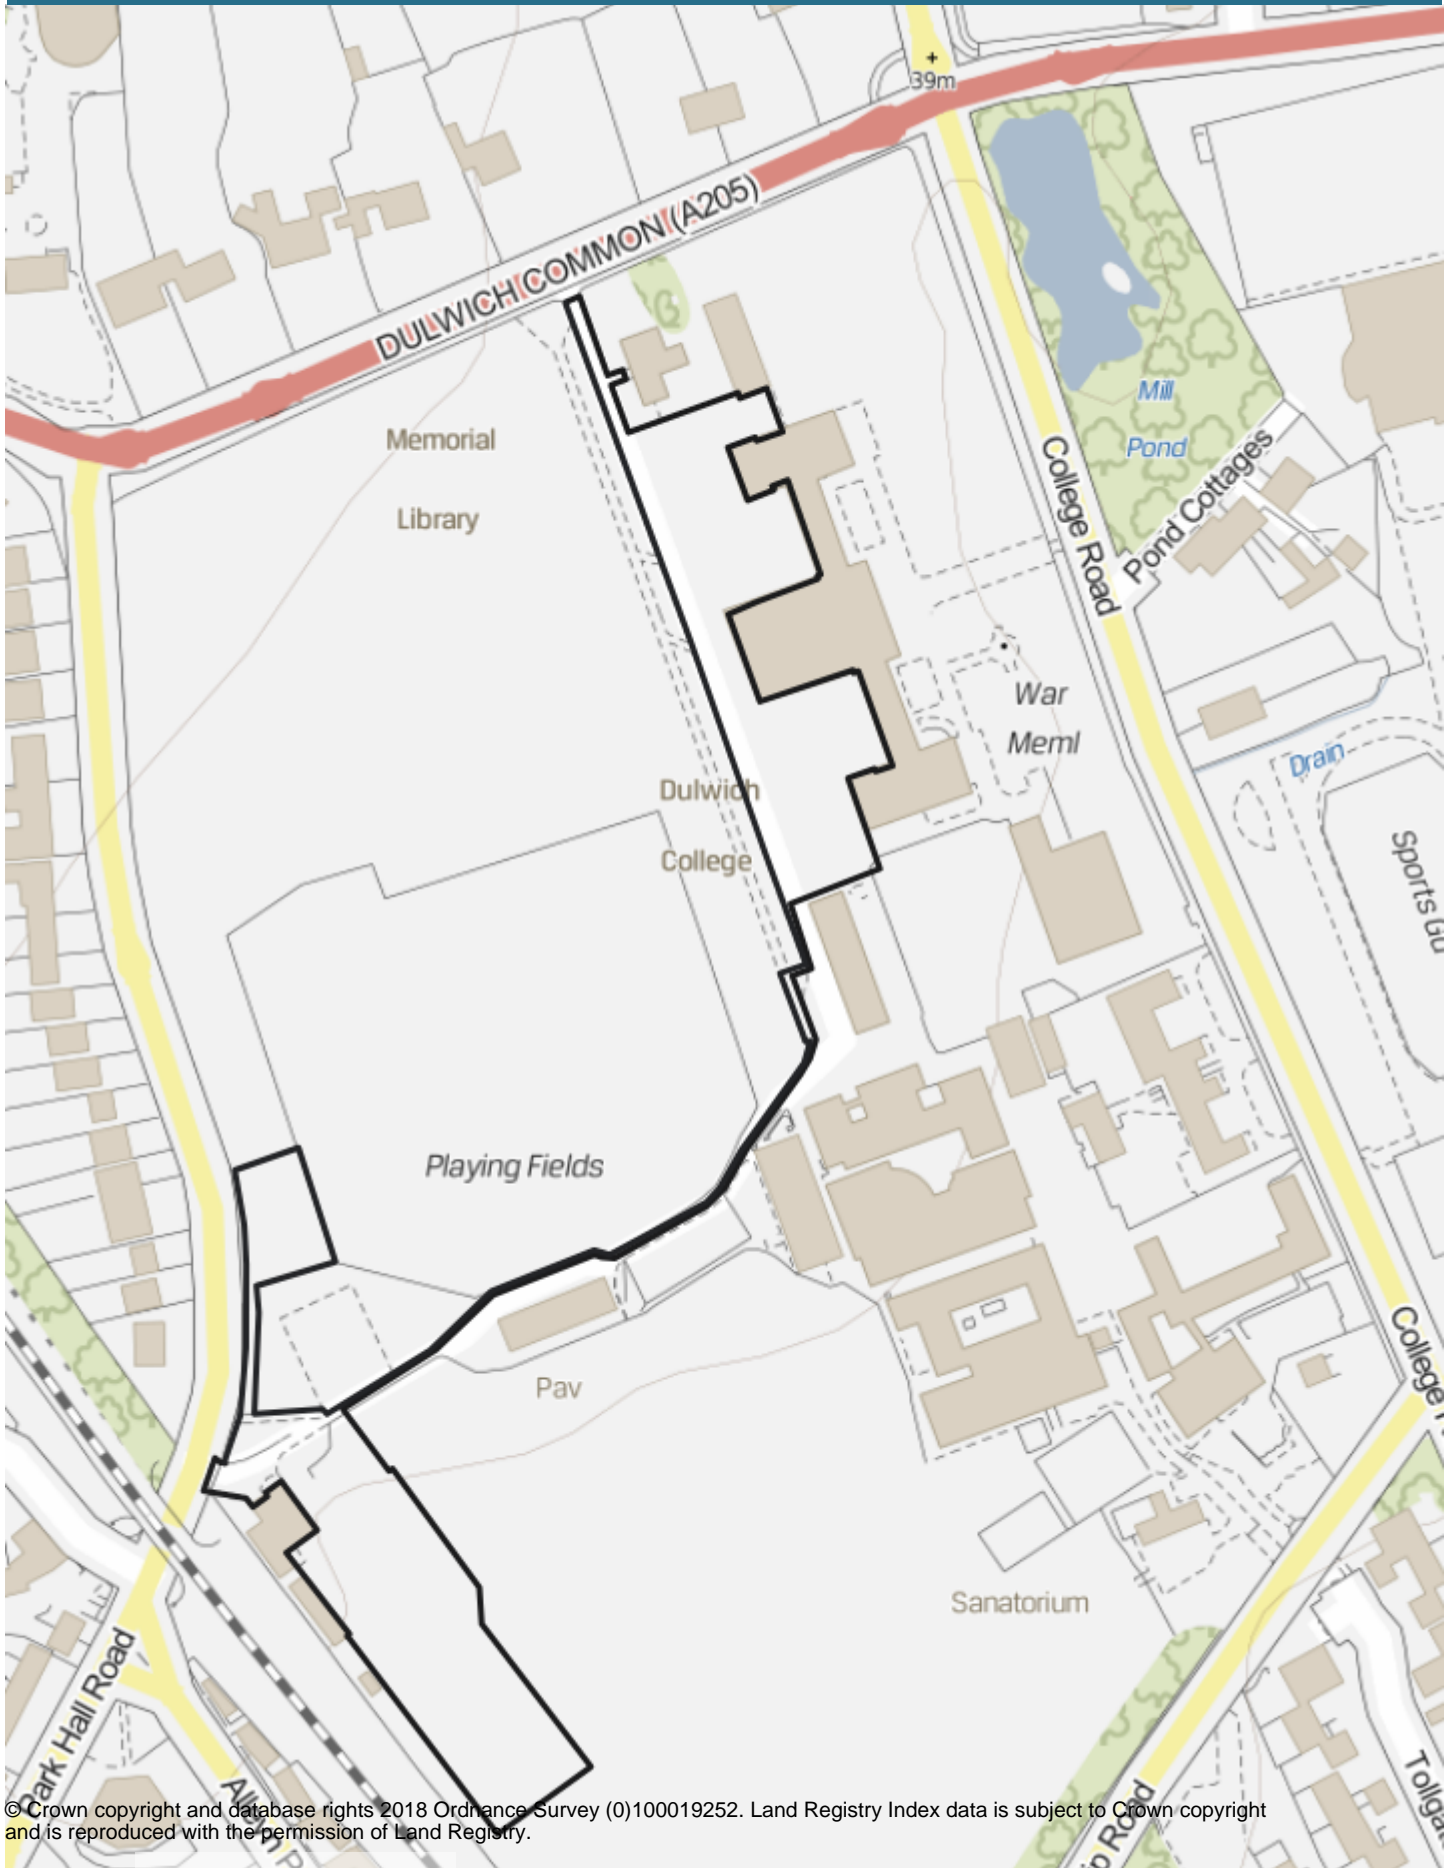 39m
DULWICH COMMON (A205)
Memorial
Library
Mill
Pond
College Road
Pond Cottages
War
Meml
Drain
Dulwich
College
Sports
Playing Fields
Pav
College
Sanatorium
Park Hall Road
Road
© Crown copyright and database rights 2018 Ordnance Survey (0)100019252. Land Registry Index data is subject to Crown copyright
and is reproduced with the permission of Land Registry.